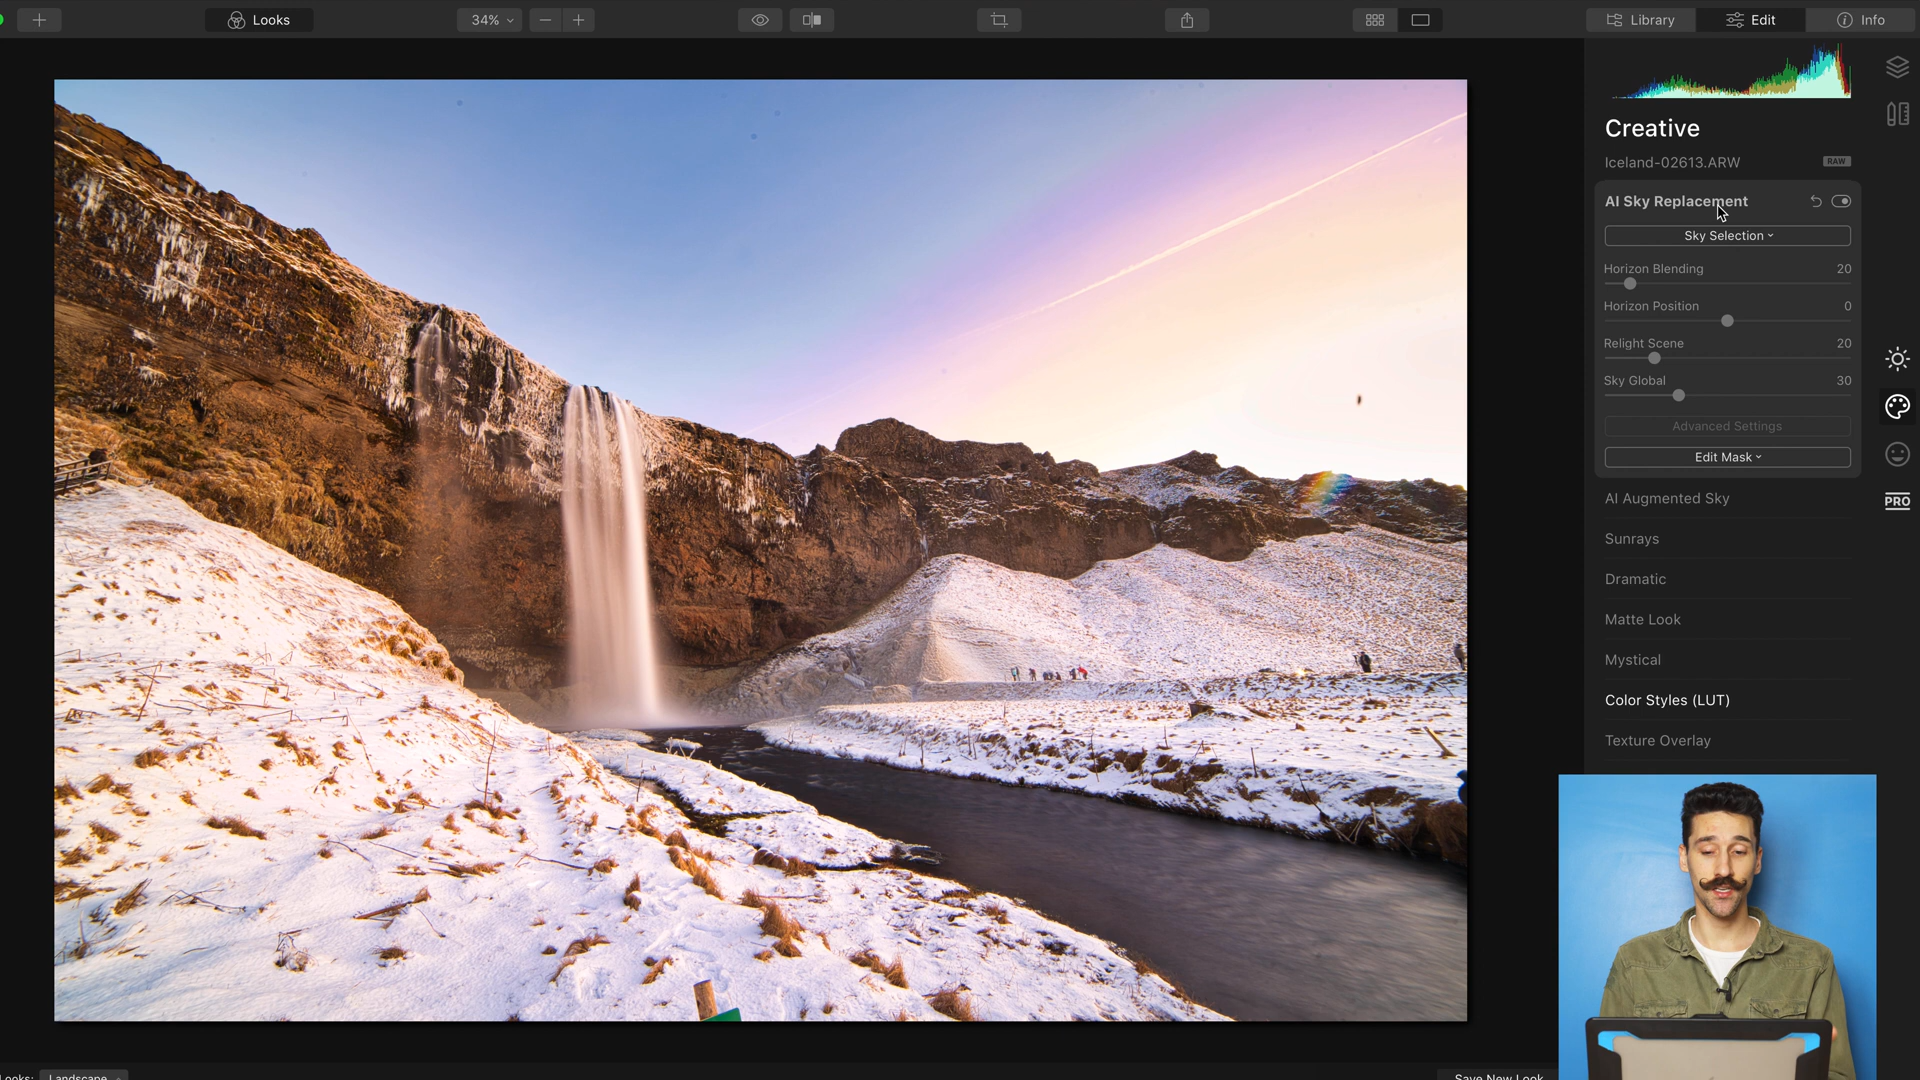 Looks
34%
Library
Edit
Info
Creative
Iceland-02613.ARW
RAW
AI Sky Replacement
Sky Selection
Horizon Blending 20
Horizon Position 0
Relight Scene 20
Sky Global 30
Advanced Settings
Edit Mask
AI Augmented Sky
PRO
Sunrays
Dramatic
Matte Look
Mystical
Color Styles (LUT)
Texture Overlay
ooks:
Landscape
Save New Look